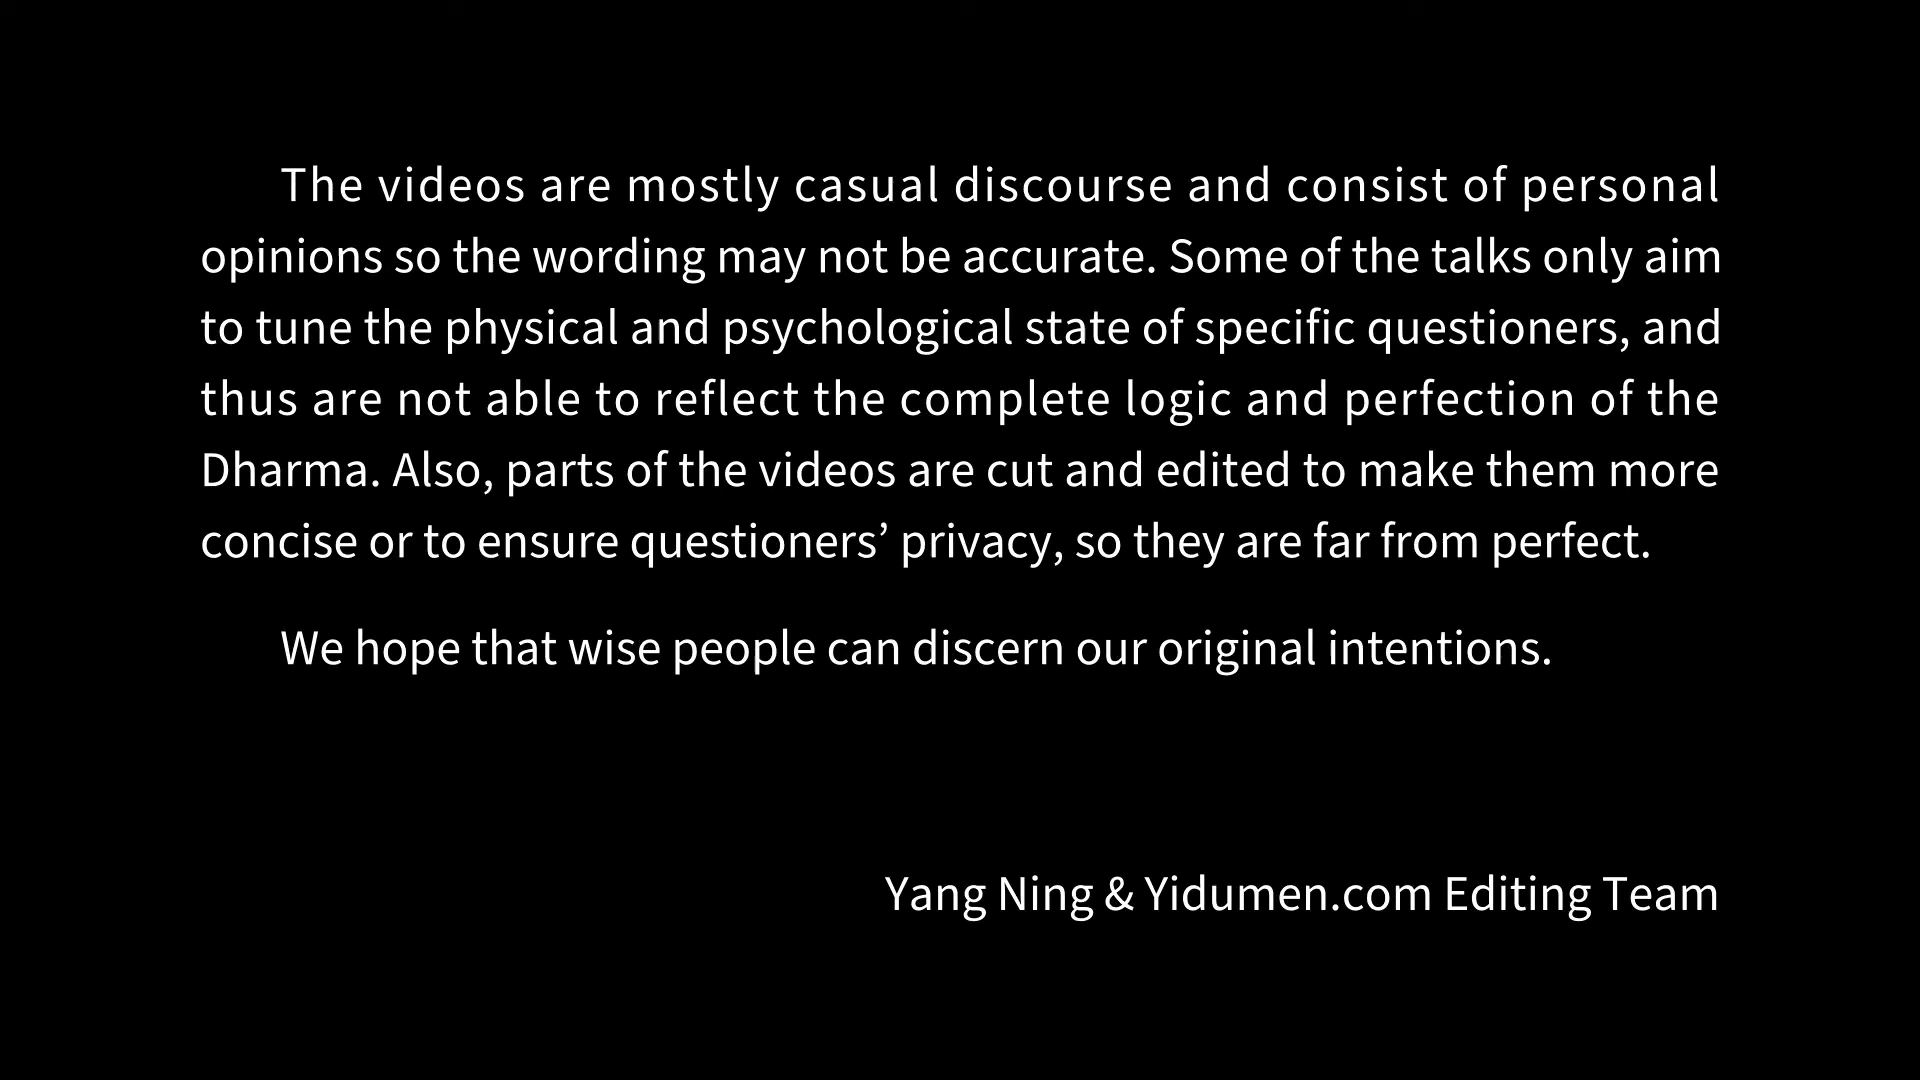 The videos are mostly casual discourse and consist of personal
opinions so the wording may not be accurate. Some of the talks only aim
to tune the physical and psychological state of specific questioners, and
thus are not able to reflect the complete logic and perfection of the
Dharma. Also, parts of the videos are cut and edited to make them more
concise or to ensure questioners’ privacy, so they are far from perfect.
We hope that wise people can discern our original intentions.
Yang Ning & Yidumen.com Editing Team